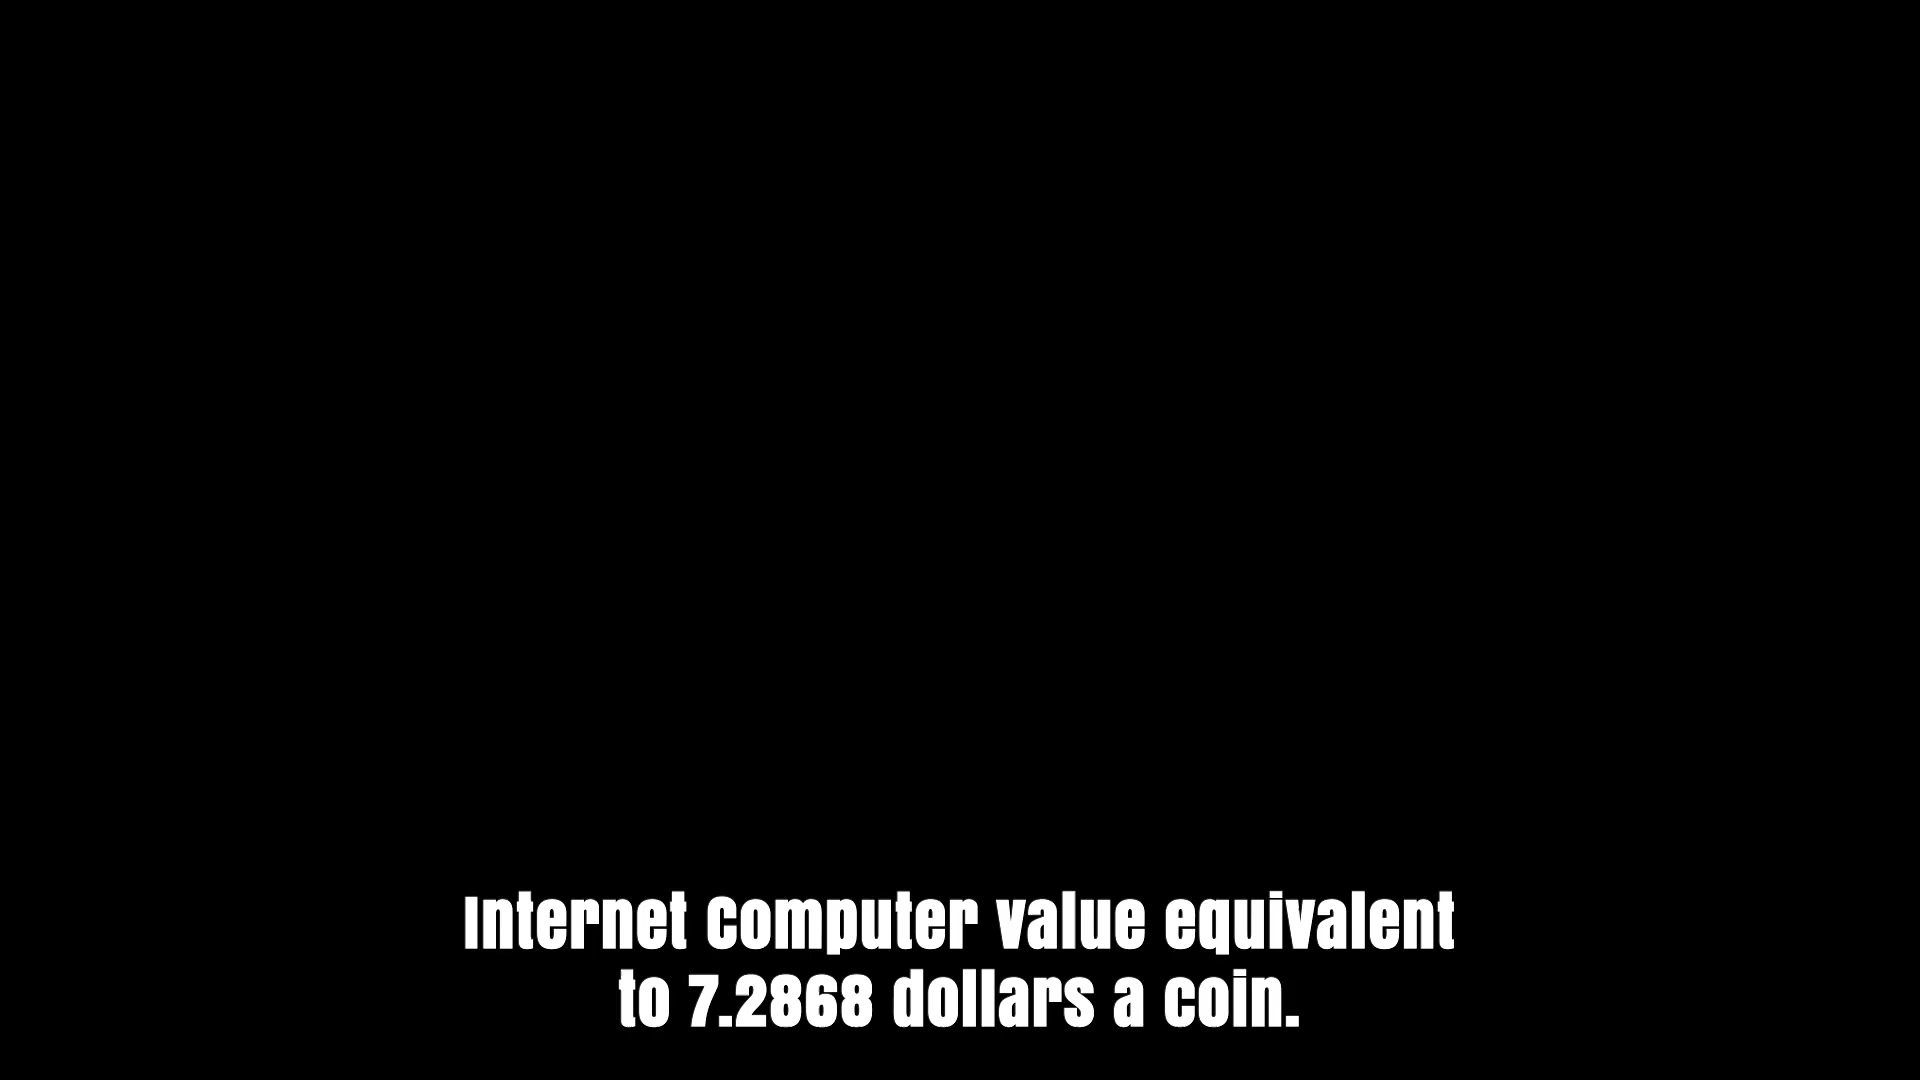 Internet Computer value equivalent
to 7.2868 dollars a coin.